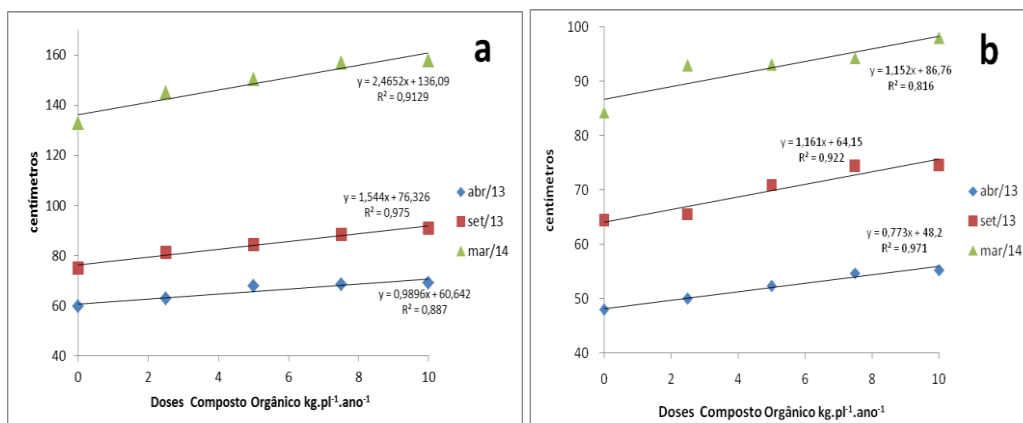 a
160
140
120
100
80
60
40
centímetros
y = 2,4652x + 136,09
R² = 0,9129
y = 1,544x + 76,326
R² = 0,975
y = 0,9896x + 60,642
R² = 0,887
abr/13
set/13
mar/14
0 2 4 6 8 10
Doses Composto Orgânico kg.pl⁻¹.ano⁻¹
b
100
90
80
70
60
50
40
centímetros
y = 1,152x + 86,76
R² = 0,816
y = 1,161x + 64,15
R² = 0,922
y = 0,773x + 48,2
R² = 0,971
abr/13
set/13
mar/14
0 2 4 6 8 10
Doses Composto Orgânico kg.pl⁻¹.ano⁻¹